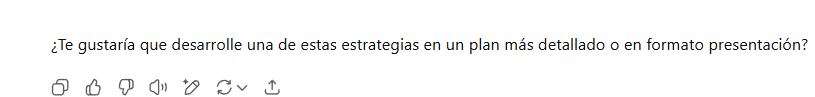 ¿Te gustaría que desarrolle una de estas estrategias en un plan más detallado o en formato presentación?